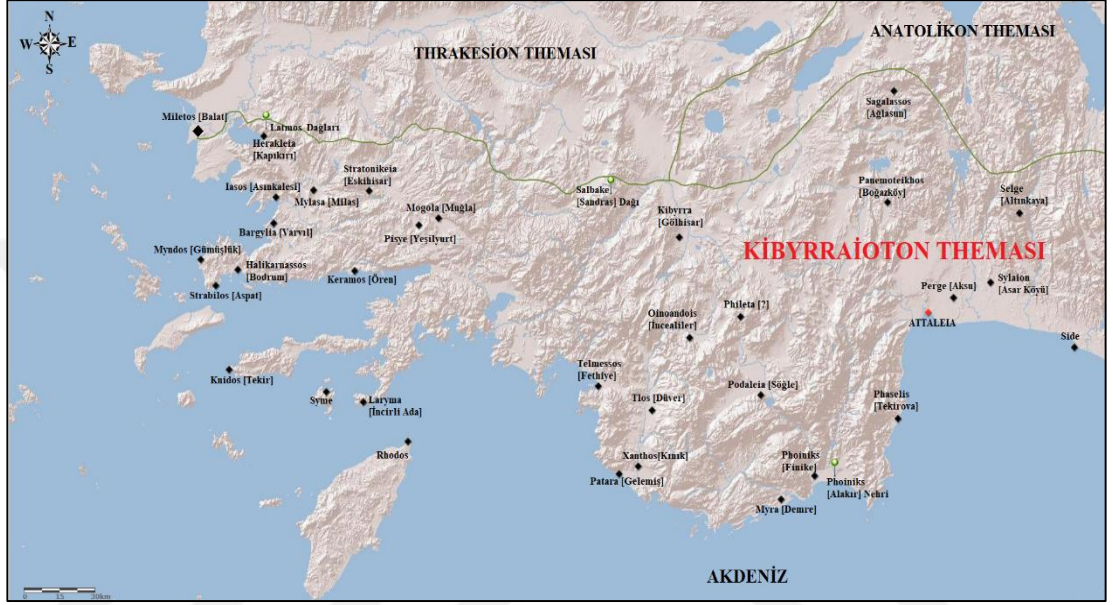 N
W E
S
THRAKESİON THEMASI
ANATOLİKON THEMASI
Miletos [Balat]
Latmos Dağları
Herakleia
[Kapıkırı]
Sagalassos
[Ağlasun]
Stratonikeia
[Eskihisar]
Iasos [Asınkalesi]
Mylasa [Milas]
Salbake
[Sandras] Dağı
Panemoteikhos
[Boğazköy]
Selge
[Altınkaya]
Mogola [Muğla]
Kibyrra
[Gölhisar]
Bargylia [Varvıl]
Pisye [Yeşilyurt]
KİBYRRAİOTON THEMASI
Myndos [Gümüşlük]
Halikarnassos
[Bodrum]
Keramos [Ören]
Strabilos [Aspat]
Sylaion
[Asar Köyü]
Perge [Aksu]
Phileta [?]
Oinoandois
[İncealiler]
ATTALEIA
Side
Telmessos
[Fethiye]
Knidos [Tekir]
Syme
Laryma
[İncirli Ada]
Podaleia [Söğle]
Tlos [Düver]
Phaselis
[Tekirova]
Rhodos
Xanthos[Kınık]
Patara [Gelemiş]
Phoiniks
[Finike]
Phoiniks
[Alakır] Nehri
Myra [Demre]
AKDENİZ
0 15 30km